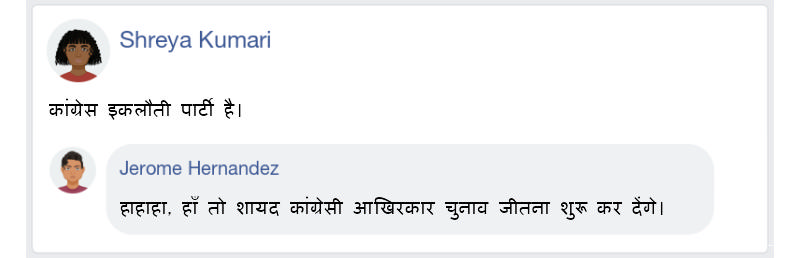 Shreya Kumari
कांग्रेस इकलौती पार्टी है।
Jerome Hernandez
हाहाहा, हाँ तो शायद कांग्रेसी आखिरकार चुनाव जीतना शुरू कर देंगे।